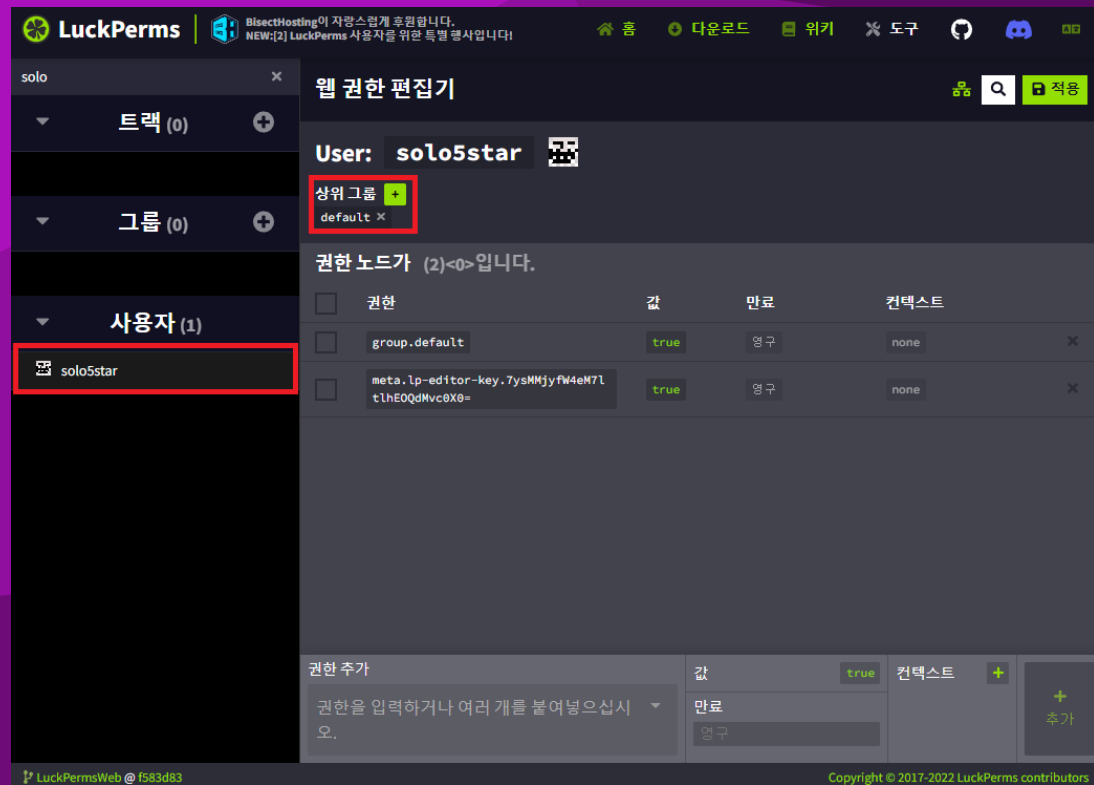 LuckPerms
BisectHosting이 자랑스럽게 후원합니다.
NEW:[2] LuckPerms 사용자를 위한 특별 행사입니다!
홈
다운로드
위키
도구
solo
트랙 (0)
그룹 (0)
사용자 (1)
solo5star
웹 권한 편집기
적용
User: solo5star
상위 그룹 +
default ×
권한 노드가 (2)<0>입니다.
권한 값 만료 컨텍스트
group.default true 영구 none
meta.lp-editor-key.7ysMMjyfW4eM7l
tlhEOQdMvc0X0= true 영구 none
권한 추가
권한을 입력하거나 여러 개를 붙여넣으십시
오.
값 true
만료
영구
컨텍스트 +
+
추가
LuckPermsWeb @ f583d83
Copyright © 2017-2022 LuckPerms contributors